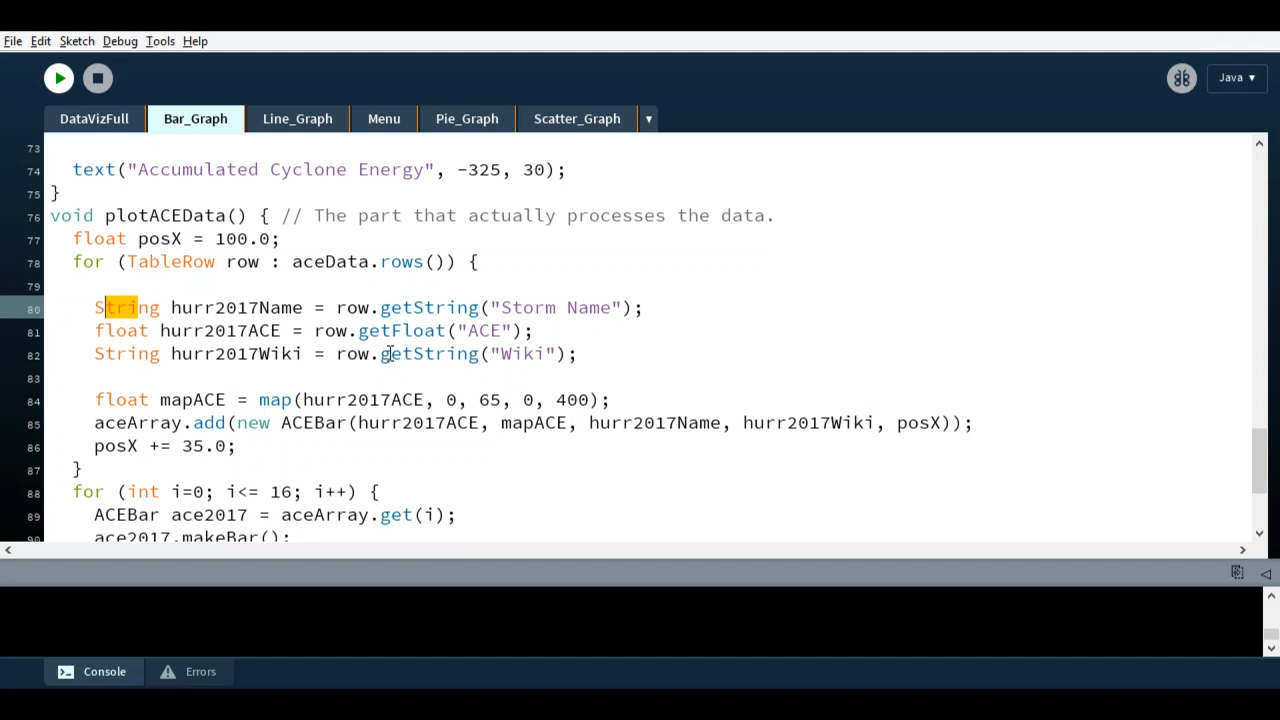 File Edit Sketch Debug Tools Help
Java ▾
DataVizFull Bar_Graph Line_Graph Menu Pie_Graph Scatter_Graph ▾
73
74 text("Accumulated Cyclone Energy", -325, 30);
75 }
76 void plotACEData() { // The part that actually processes the data.
77 float posX = 100.0;
78 for (TableRow row : aceData.rows()) {
79
80 String hurr2017Name = row.getString("Storm Name");
81 float hurr2017ACE = row.getFloat("ACE");
82 String hurr2017Wiki = row.getString("Wiki");
83
84 float mapACE = map(hurr2017ACE, 0, 65, 0, 400);
85 aceArray.add(new ACEBar(hurr2017ACE, mapACE, hurr2017Name, hurr2017Wiki, posX));
86 posX += 35.0;
87 }
88 for (int i=0; i<= 16; i++) {
89 ACEBar ace2017 = aceArray.get(i);
90 ace2017.makeBar();
Console Errors